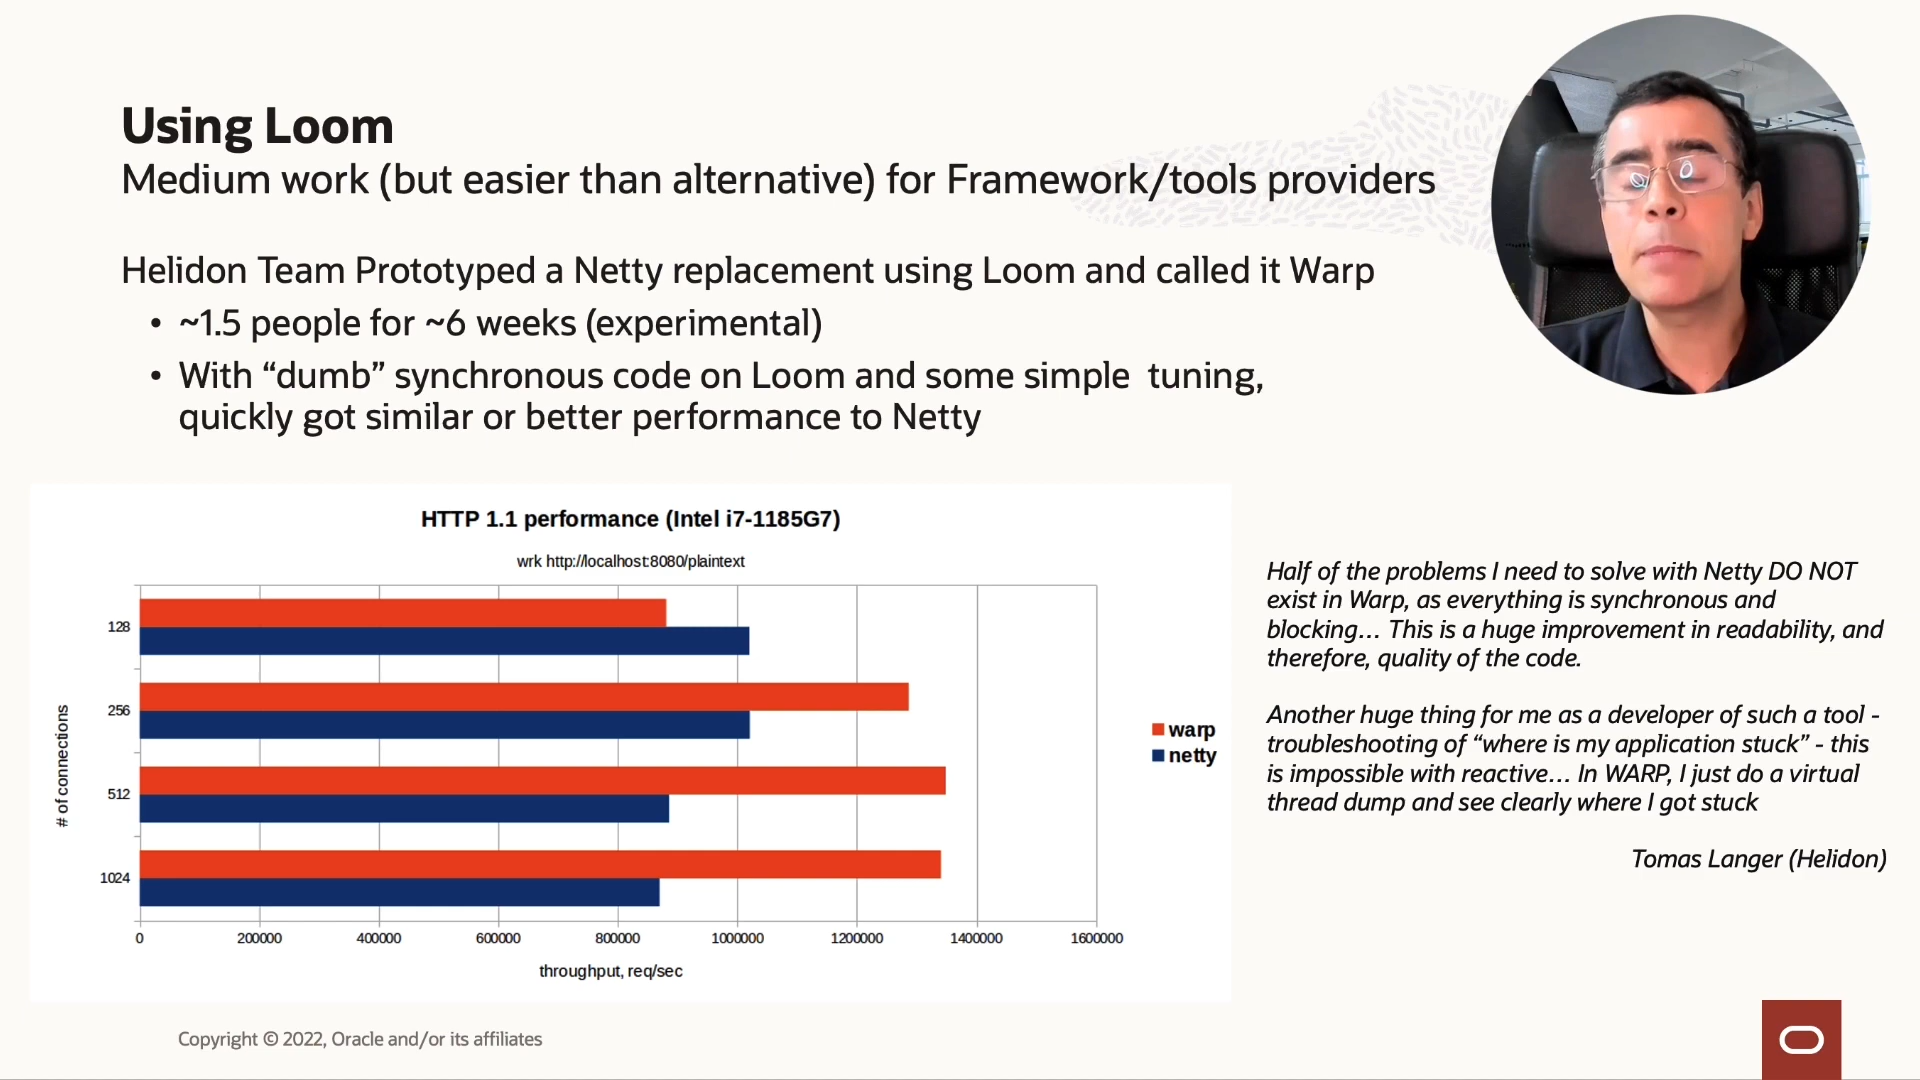 Using Loom
Medium work (but easier than alternative) for Framework/tools providers
Helidon Team Prototyped a Netty replacement using Loom and called it Warp
• ~1.5 people for ~6 weeks (experimental)
• With “dumb” synchronous code on Loom and some simple tuning,
quickly got similar or better performance to Netty
HTTP 1.1 performance (Intel i7-1185G7)
wrk http://localhost:8080/plaintext
# of connections
128
256
512
1024
0 200000 400000 600000 800000 1000000 1200000 1400000 1600000
throughput, req/sec
warp
netty
Half of the problems I need to solve with Netty DO NOT
exist in Warp, as everything is synchronous and
blocking... This is a huge improvement in readability, and
therefore, quality of the code.
Another huge thing for me as a developer of such a tool -
troubleshooting of “where is my application stuck” - this
is impossible with reactive... In WARP, I just do a virtual
thread dump and see clearly where I got stuck
Tomas Langer (Helidon)
Copyright © 2022, Oracle and/or its affiliates